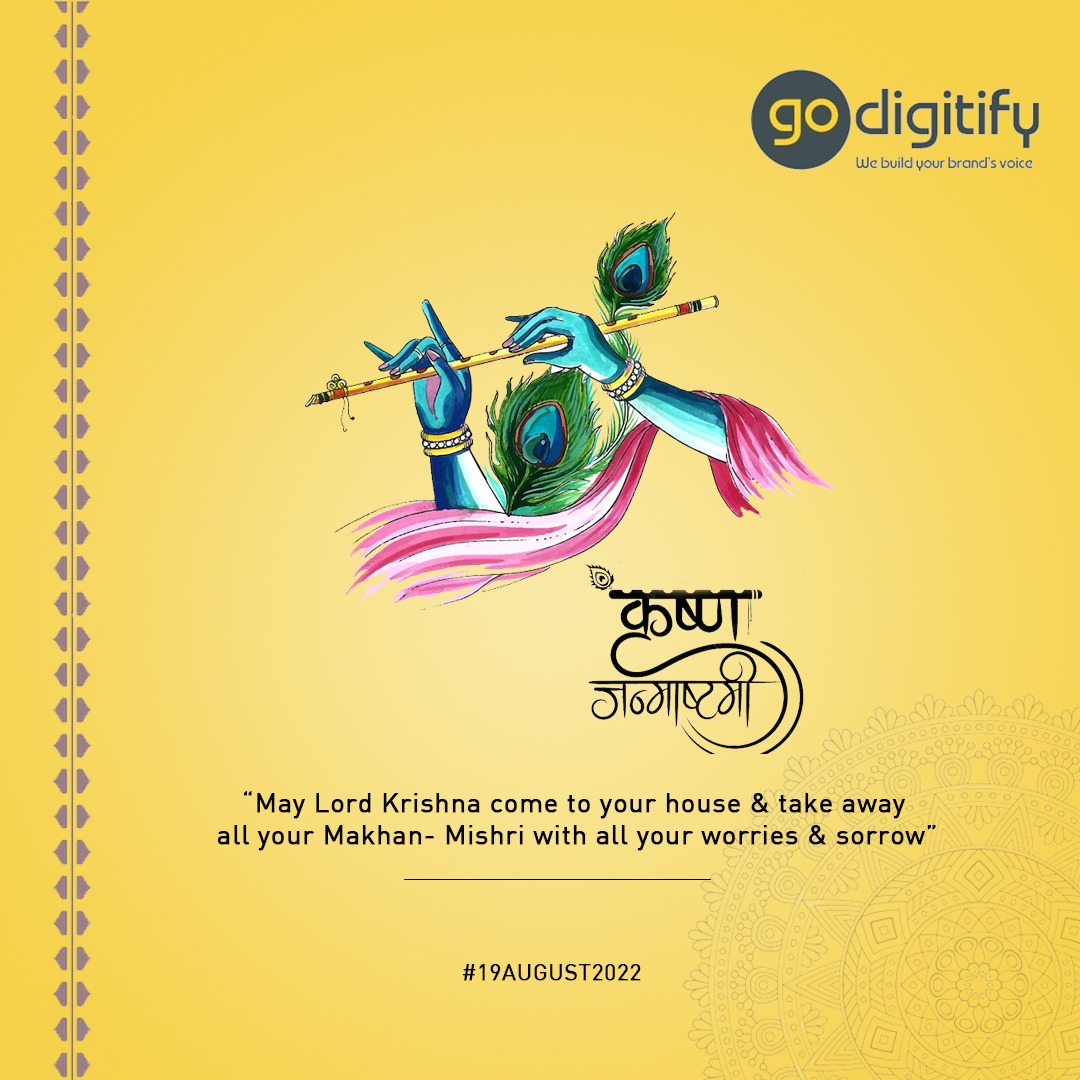 go digitify
We build your brand's voice
कृष्ण
जन्माष्टमी
“May Lord Krishna come to your house & take away
all your Makhan- Mishri with all your worries & sorrow”
#19AUGUST2022